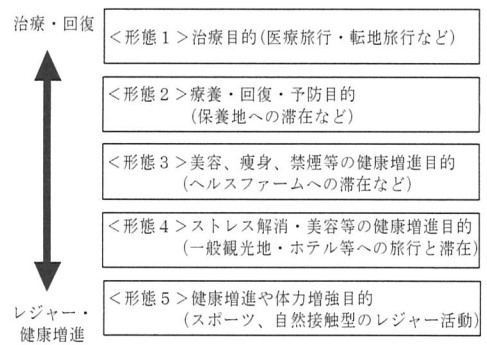 治療・回復
<形態1>治療目的(医療旅行・転地旅行など)
<形態2>療養・回復・予防目的
(保養地への滞在など)
<形態3>美容、痩身、禁煙等の健康増進目的
(ヘルスファームへの滞在など)
<形態4>ストレス解消・美容等の健康増進目的
(一般観光地・ホテル等への旅行と滞在)
<形態5>健康増進や体力増強目的
(スポーツ、自然接触型のレジャー活動)
レジャー・
健康増進